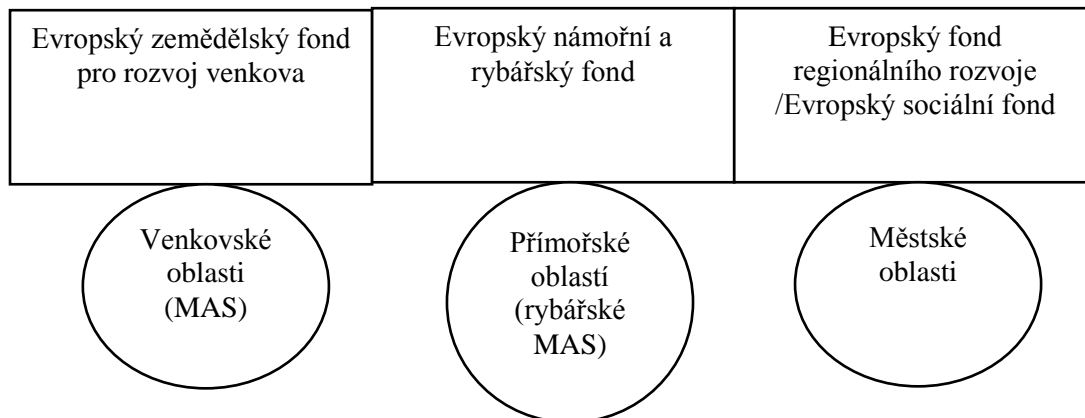 Evropský zemědělský fond
pro rozvoj venkova
Evropský námořní a
rybářský fond
Evropský fond
regionálního rozvoje
/Evropský sociální fond
Venkovské
oblasti
(MAS)
Přímořské
oblastí
(rybářské
MAS)
Městské
oblasti